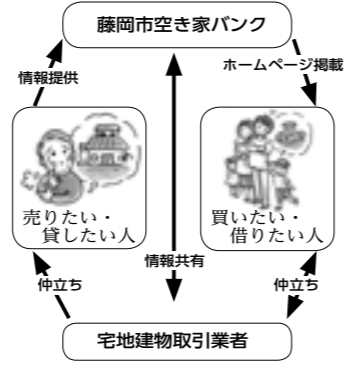 藤岡市空き家バンク
情報提供
ホームページ掲載
売りたい・
貸したい人
買いたい・
借りたい人
情報共有
仲立ち
仲立ち
宅地建物取引業者